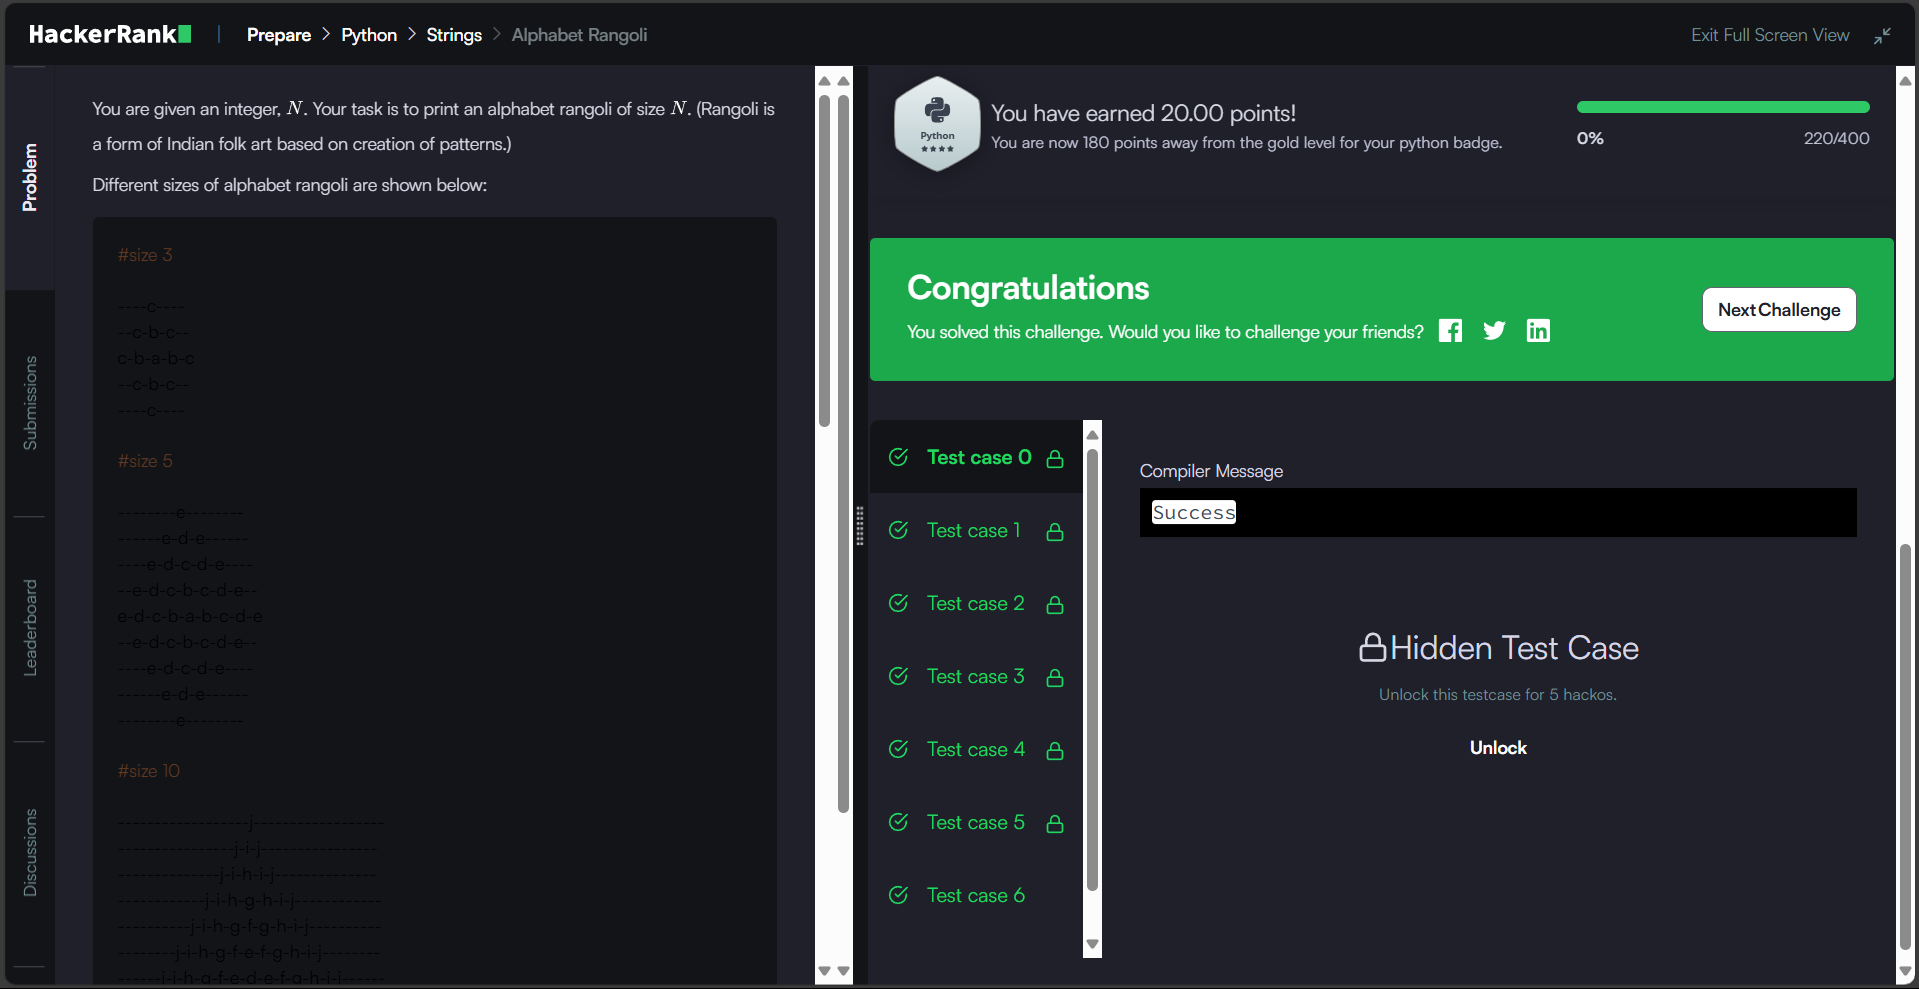 HackerRank
Prepare > Python > Strings > Alphabet Rangoli
Exit Full Screen View
Problem
Submissions
Leaderboard
Discussions
You are given an integer, N. Your task is to print an alphabet rangoli of size N. (Rangoli is
a form of Indian folk art based on creation of patterns.)
Different sizes of alphabet rangoli are shown below:
#size 3
----c----
--c-b-c--
c-b-a-b-c
--c-b-c--
----c----
#size 5
--------e--------
------e-d-e------
----e-d-c-d-e----
--e-d-c-b-c-d-e--
e-d-c-b-a-b-c-d-e
--e-d-c-b-c-d-e--
----e-d-c-d-e----
------e-d-e------
--------e--------
#size 10
------------------j------------------
----------------j-i-j----------------
--------------j-i-h-i-j--------------
------------j-i-h-g-h-i-j------------
----------j-i-h-g-f-g-h-i-j----------
--------j-i-h-g-f-e-f-g-h-i-j--------
------j-i-h-g-f-e-d-e-f-g-h-i-j------
Python
You have earned 20.00 points!
You are now 180 points away from the gold level for your python badge.
0%
220/400
Congratulations
You solved this challenge. Would you like to challenge your friends?
Next Challenge
Test case 0
Test case 1
Test case 2
Test case 3
Test case 4
Test case 5
Test case 6
Compiler Message
Success
Hidden Test Case
Unlock this testcase for 5 hackos.
Unlock